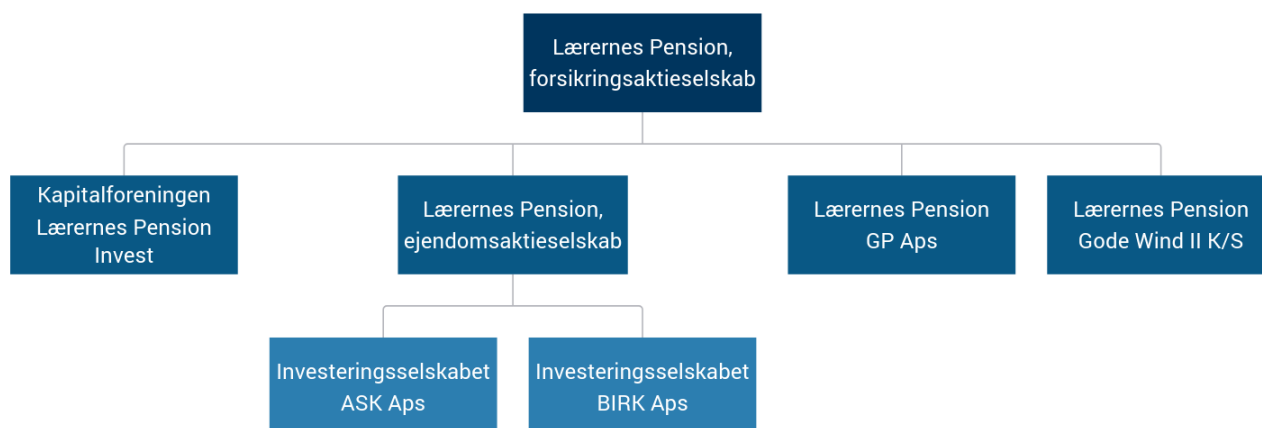 Lærernes Pension,
forsikringsaktieselskab
Kapitalforeningen
Lærernes Pension
Invest
Lærernes Pension,
ejendomsaktieselskab
Lærernes Pension
GP Aps
Lærernes Pension
Gode Wind II K/S
Investeringsselskabet
ASK Aps
Investeringsselskabet
BIRK Aps